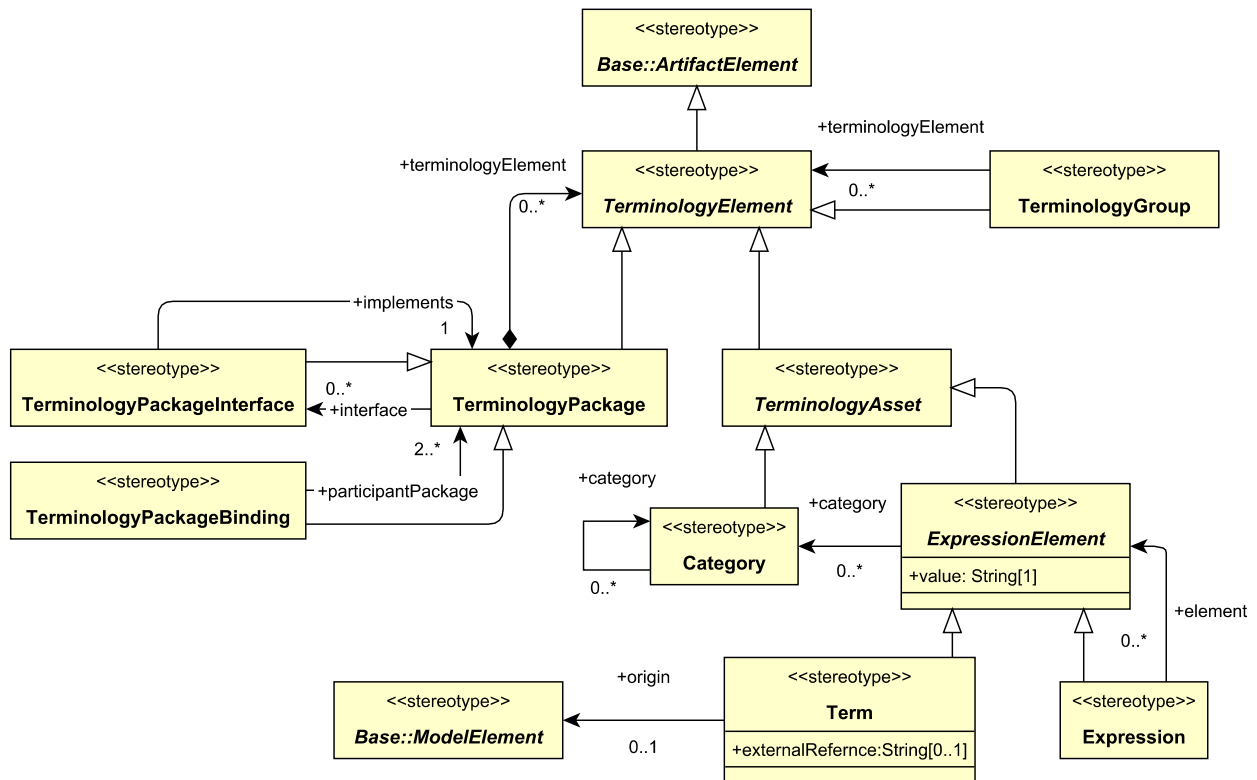 <<stereotype>>
Base::ArtifactElement
+terminologyElement
+terminologyElement
<<stereotype>>
TerminologyElement
0..*
<<stereotype>>
TerminologyGroup
0..*
+implements
1
<<stereotype>>
TerminologyPackageInterface
0..*
+interface
<<stereotype>>
TerminologyPackage
<<stereotype>>
TerminologyAsset
2..*
<<stereotype>>
TerminologyPackageBinding
+participantPackage
+category
+category
<<stereotype>>
Category
0..*
0..*
<<stereotype>>
ExpressionElement
+value: String[1]
+element
0..*
+origin
0..1
<<stereotype>>
Base::ModelElement
<<stereotype>>
Term
+externalRefernce:String[0..1]
<<stereotype>>
Expression